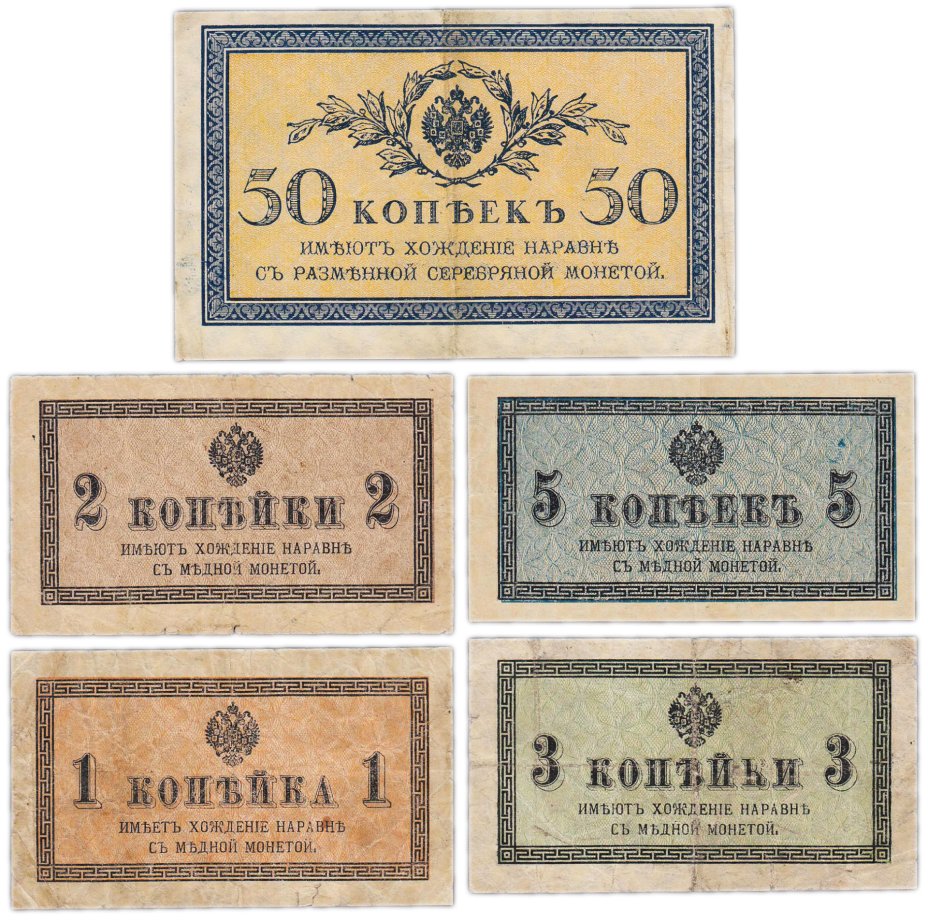 50 КОПѢЕКЪ 50
ИМѢЮТЪ ХОЖДЕНІЕ НАРАВНѢ
СЪ РАЗМѢННОЙ СЕРЕБРЯНОЙ МОНЕТОЙ.
2 КОПѢЙКИ 2
ИМѢЮТЪ ХОЖДЕНІЕ НАРАВНѢ
СЪ МѢДНОЙ МОНЕТОЙ.
5 КОПѢЕКЪ 5
ИМѢЮТЪ ХОЖДЕНІЕ НАРАВНѢ
СЪ МѢДНОЙ МОНЕТОЙ.
1 КОПѢЙКА 1
ИМѢЕТЪ ХОЖДЕНІЕ НАРАВНѢ
СЪ МѢДНОЙ МОНЕТОЙ.
3 КОПѢЙКИ 3
ИМѢЮТЪ ХОЖДЕНІЕ НАРАВНѢ
СЪ МѢДНОЙ МОНЕТОЙ.